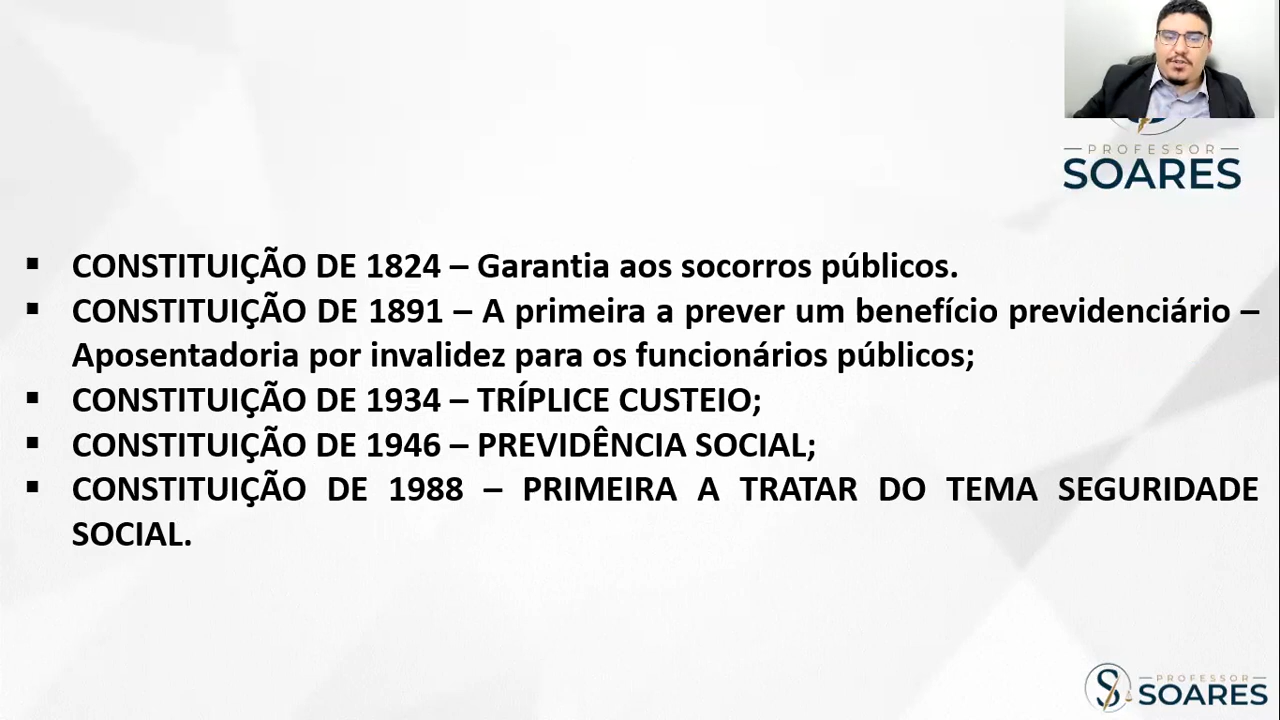 PROFESSOR
SOARES
▪ CONSTITUIÇÃO DE 1824 – Garantia aos socorros públicos.
▪ CONSTITUIÇÃO DE 1891 – A primeira a prever um benefício previdenciário –
Aposentadoria por invalidez para os funcionários públicos;
▪ CONSTITUIÇÃO DE 1934 – TRÍPLICE CUSTEIO;
▪ CONSTITUIÇÃO DE 1946 – PREVIDÊNCIA SOCIAL;
▪ CONSTITUIÇÃO DE 1988 – PRIMEIRA A TRATAR DO TEMA SEGURIDADE
SOCIAL.
PROFESSOR
SOARES